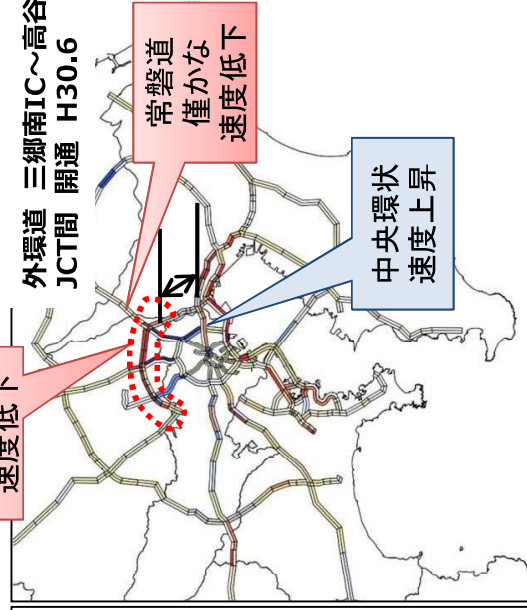 外環道 三郷南IC～高谷
JCT間 開通 H30.6
常磐道
僅かな
速度低下
中央環状
速度上昇
速度低下